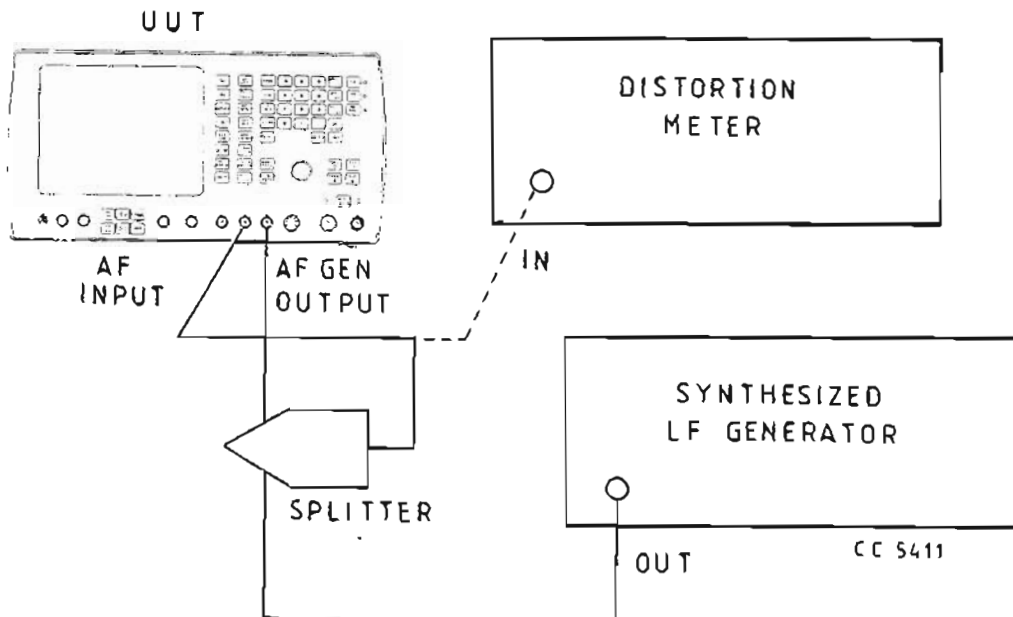 UUT
DISTORTION
METER
AF
INPUT
AF GEN
OUTPUT
IN
SYNTHESIZED
LF GENERATOR
SPLITTER
OUT
CC 5411